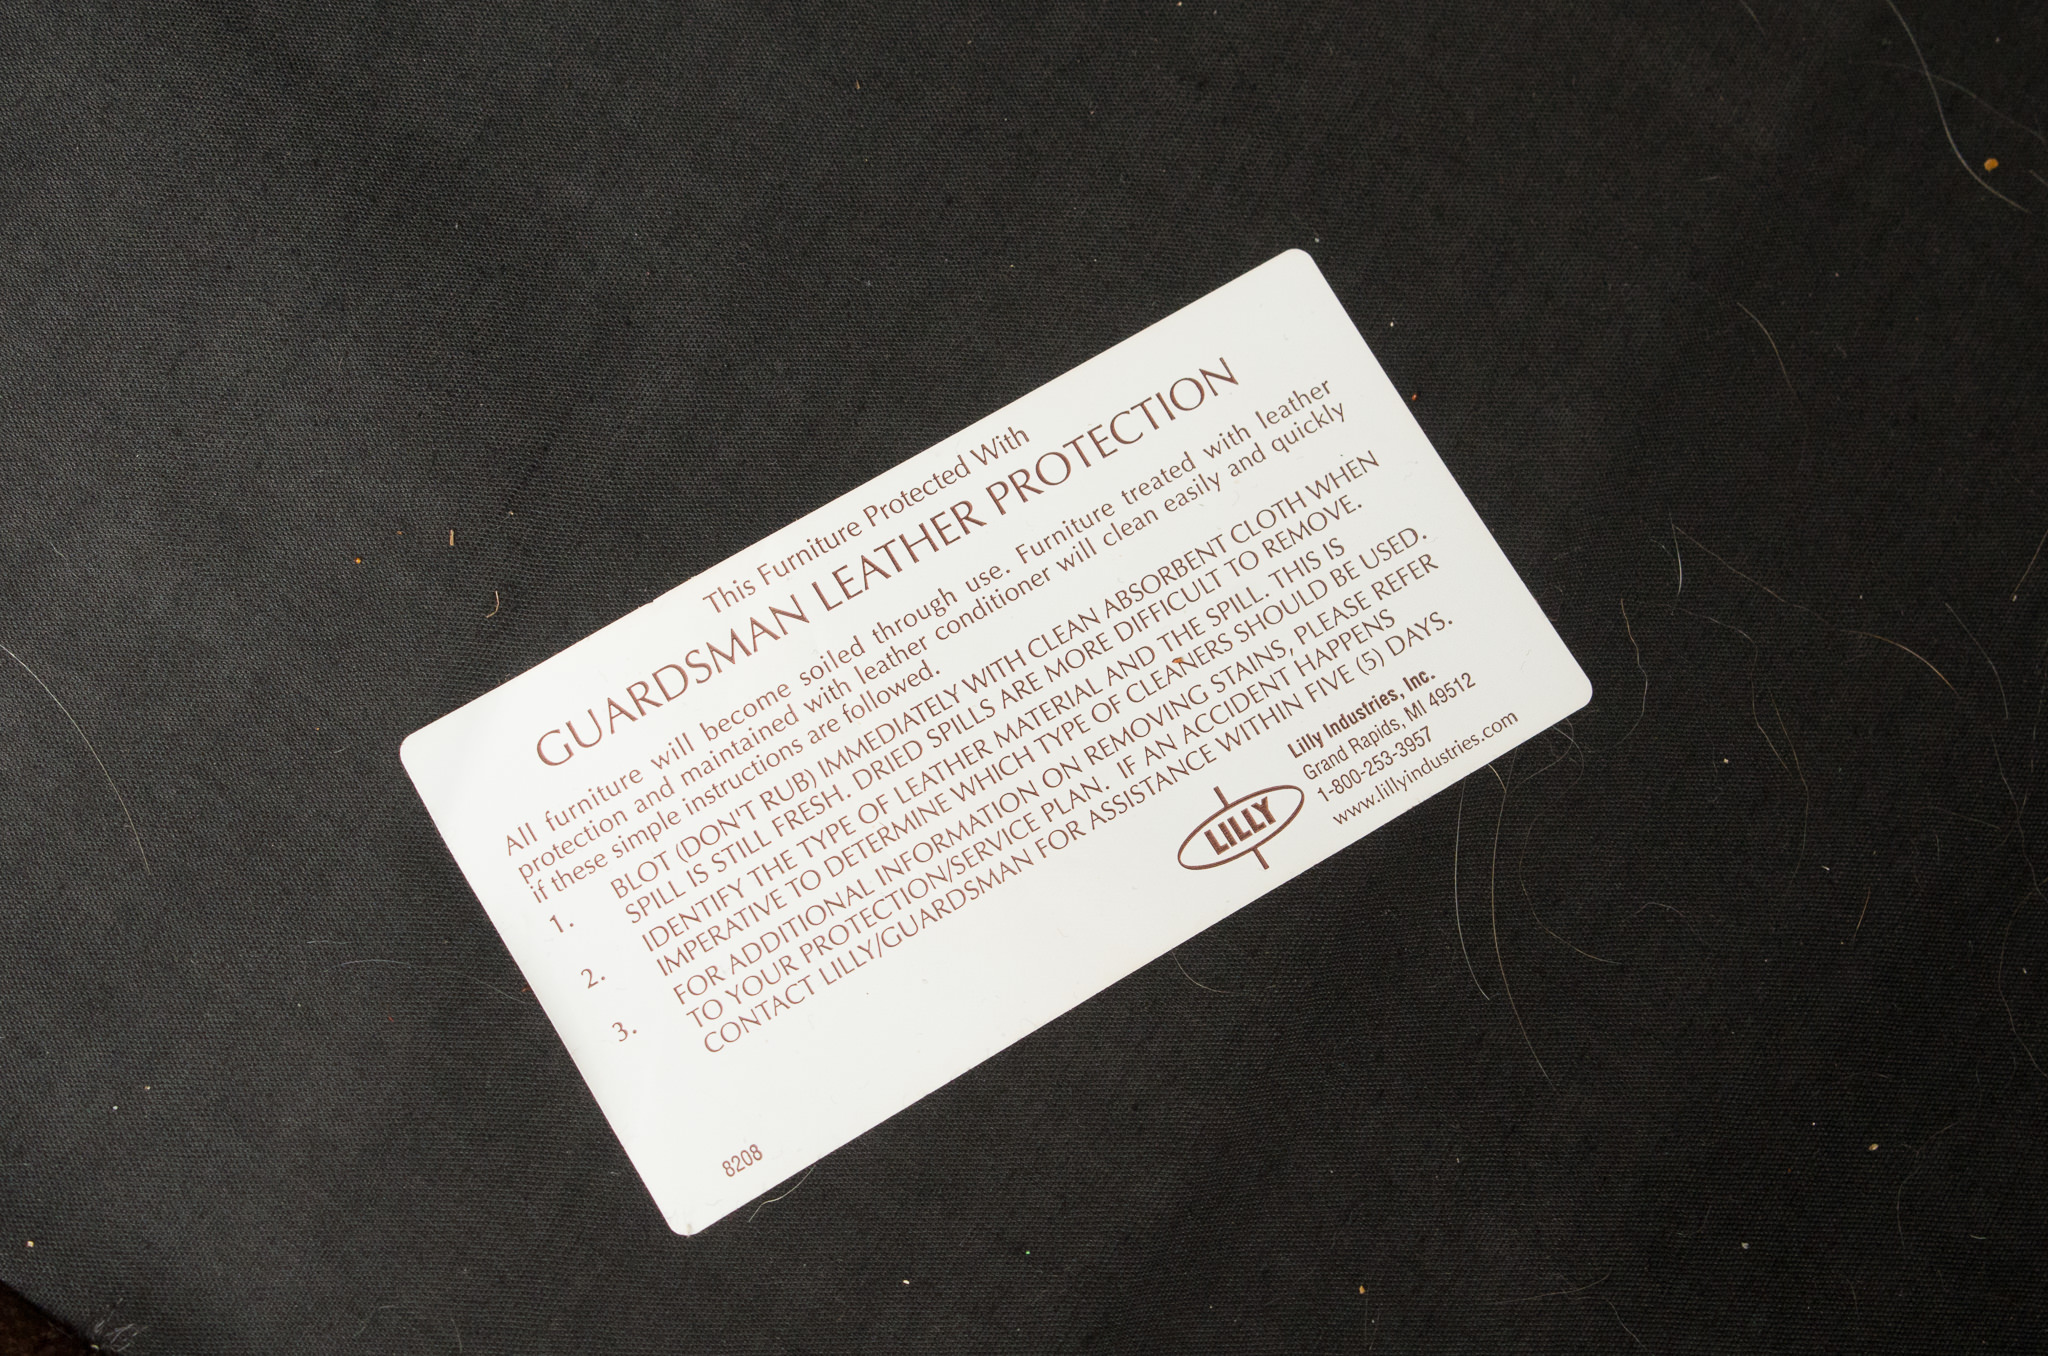 This Furniture Protected With
GUARDSMAN LEATHER PROTECTION
All furniture will become soiled through use. Furniture treated with leather
protection and maintained with leather conditioner will clean easily and quickly
if these simple instructions are followed.
1. BLOT (DON'T RUB) IMMEDIATELY WITH CLEAN ABSORBENT CLOTH WHEN
SPILL IS STILL FRESH. DRIED SPILLS ARE MORE DIFFICULT TO REMOVE.
2. IDENTIFY THE TYPE OF LEATHER MATERIAL AND THE SPILL. THIS IS
IMPERATIVE TO DETERMINE WHICH TYPE OF CLEANERS SHOULD BE USED.
3. FOR ADDITIONAL INFORMATION ON REMOVING STAINS, PLEASE REFER
TO YOUR PROTECTION/SERVICE PLAN. IF AN ACCIDENT HAPPENS
CONTACT LILLY/GUARDSMAN FOR ASSISTANCE WITHIN FIVE (5) DAYS.
LILLY
Lilly Industries, Inc.
Grand Rapids, MI 49512
1-800-253-3957
www.lillyindustries.com
8208